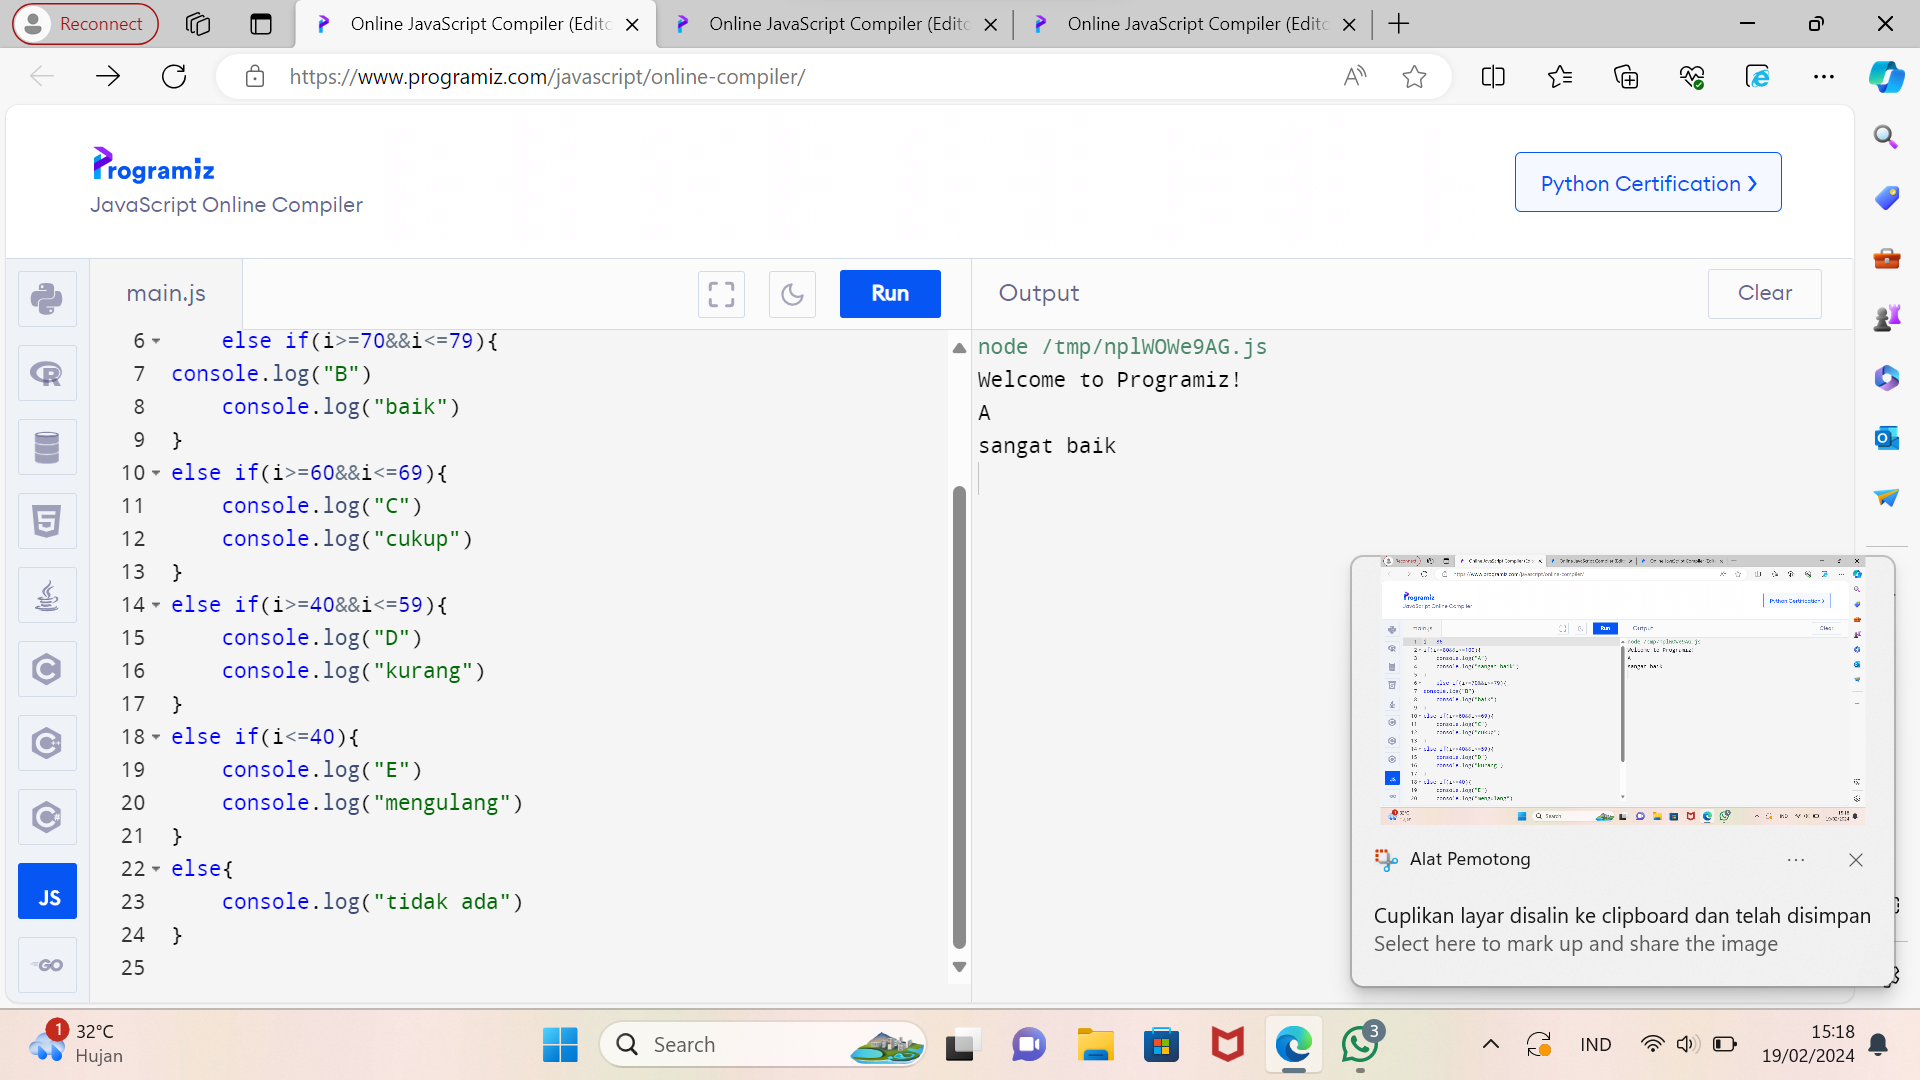 Reconnect
Online JavaScript Compiler (Edito
Online JavaScript Compiler (Edito
Online JavaScript Compiler (Edito
https://www.programiz.com/javascript/online-compiler/
Programiz
JavaScript Online Compiler
Python Certification
main.js
Run
Output
Clear
6 else if(i>=70&&i<=79){
7 console.log("B")
8 console.log("baik")
9 }
10 else if(i>=60&&i<=69){
11 console.log("C")
12 console.log("cukup")
13 }
14 else if(i>=40&&i<=59){
15 console.log("D")
16 console.log("kurang")
17 }
18 else if(i<=40){
19 console.log("E")
20 console.log("mengulang")
21 }
22 else{
23 console.log("tidak ada")
24 }
25
JS
GO
node /tmp/nplWOWe9AG.js
Welcome to Programiz!
A
sangat baik
Alat Pemotong
Cuplikan layar disalin ke clipboard dan telah disimpan
Select here to mark up and share the image
1
32°C
Hujan
Search
3
IND
15:18
19/02/2024